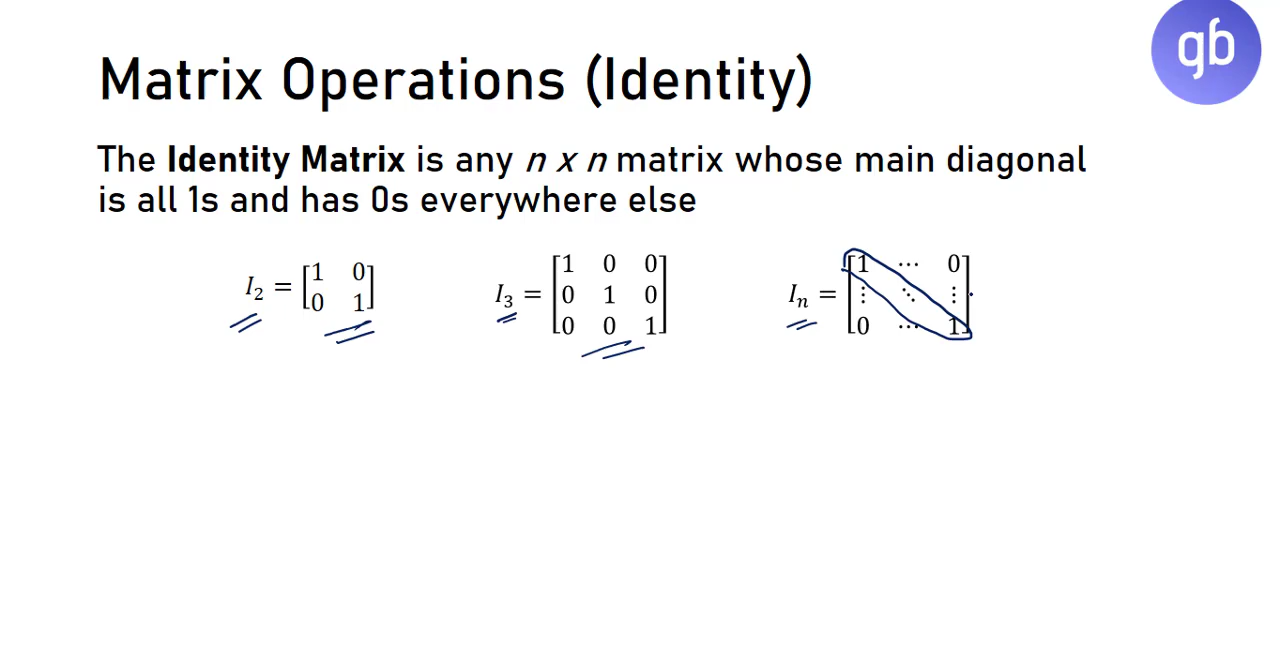 gb
Matrix Operations (Identity)
The Identity Matrix is any n x n matrix whose main diagonal
is all 1s and has 0s everywhere else
I₂ = [1 0
0 1]
I₃ = [1 0 0
0 1 0
0 0 1]
Iₙ = [1 ⋯ 0
⋮ ⋱ ⋮
0 ⋯ 1]